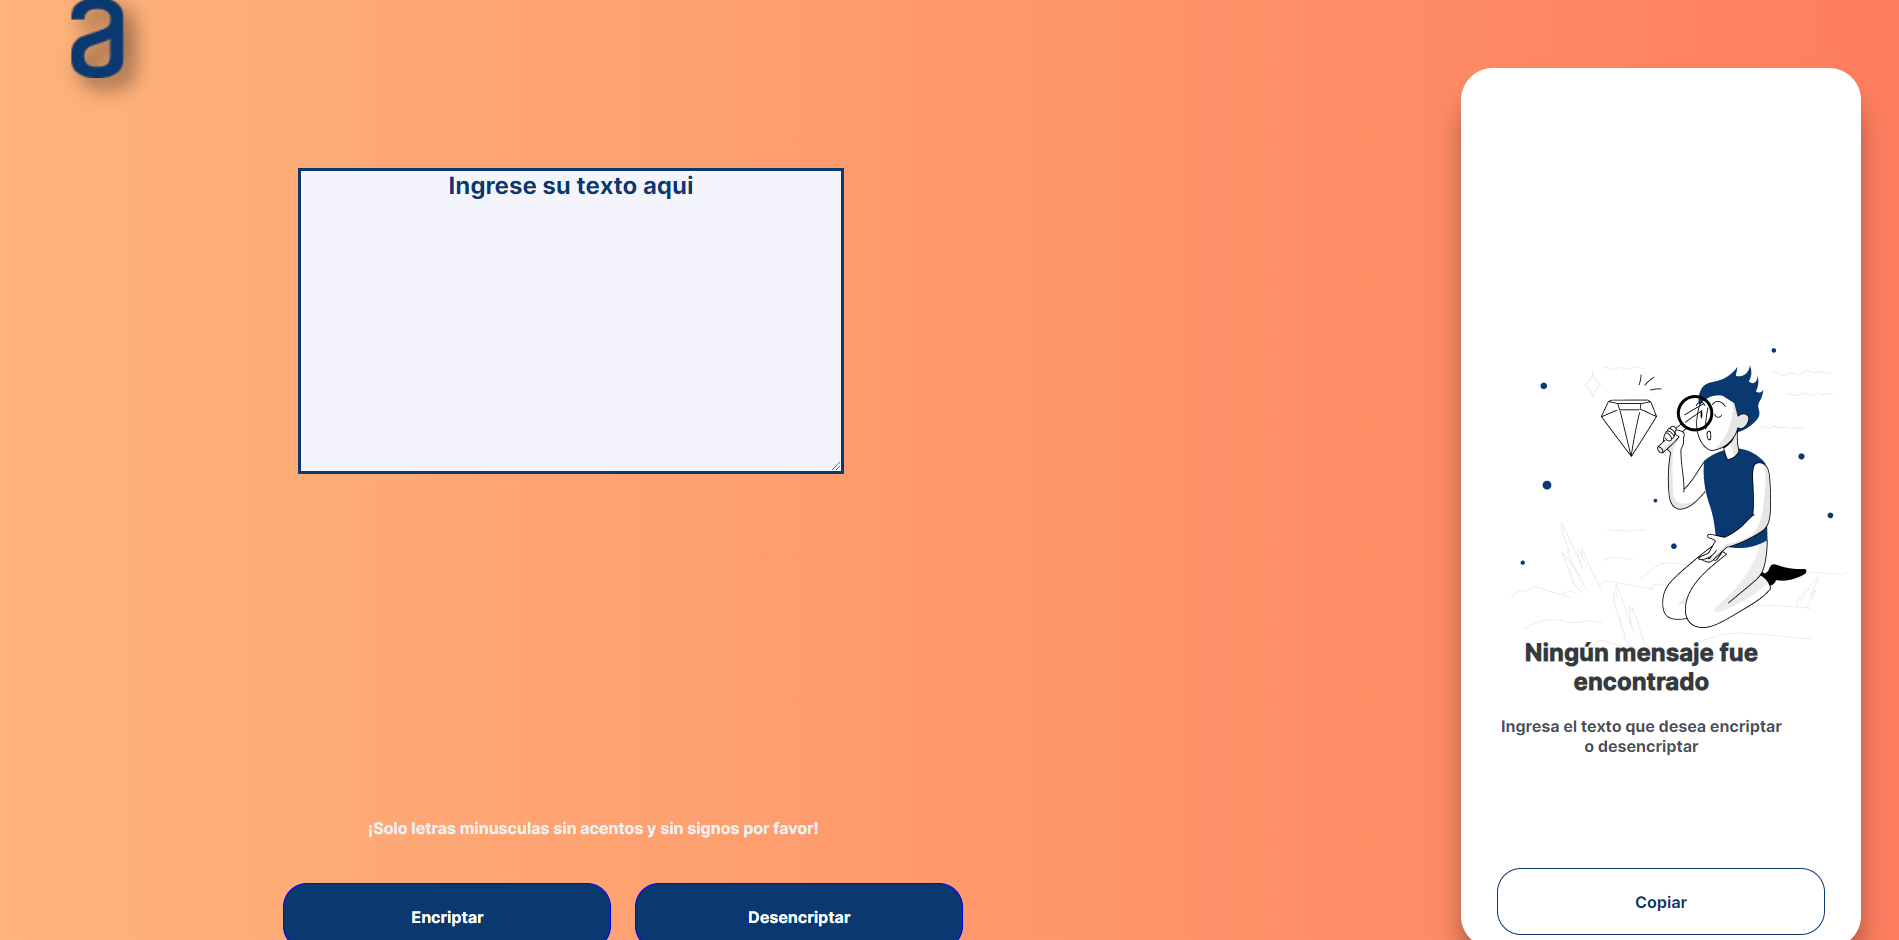 a
Ingrese su texto aqui
¡Solo letras minusculas sin acentos y sin signos por favor!
Encriptar
Desencriptar
Ningún mensaje fue
encontrado
Ingresa el texto que desea encriptar
o desencriptar
Copiar